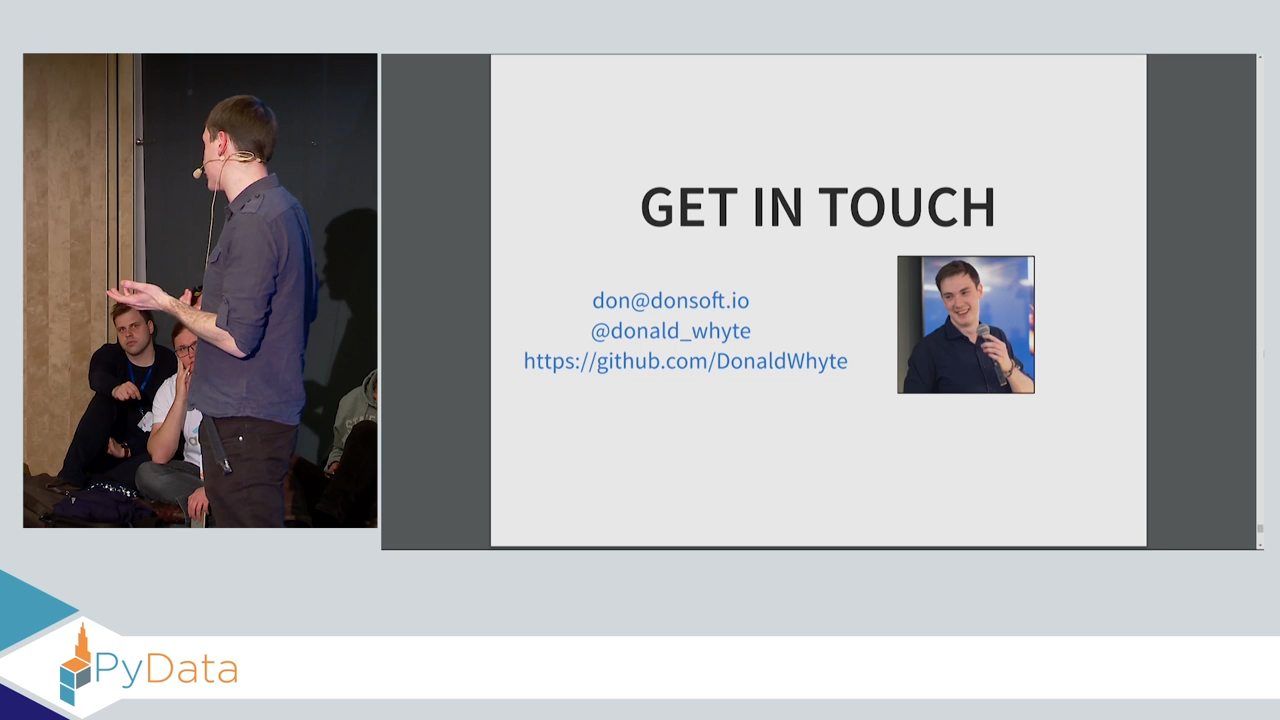 GET IN TOUCH
don@donsoft.io
@donald_whyte
https://github.com/DonaldWhyte
PyData